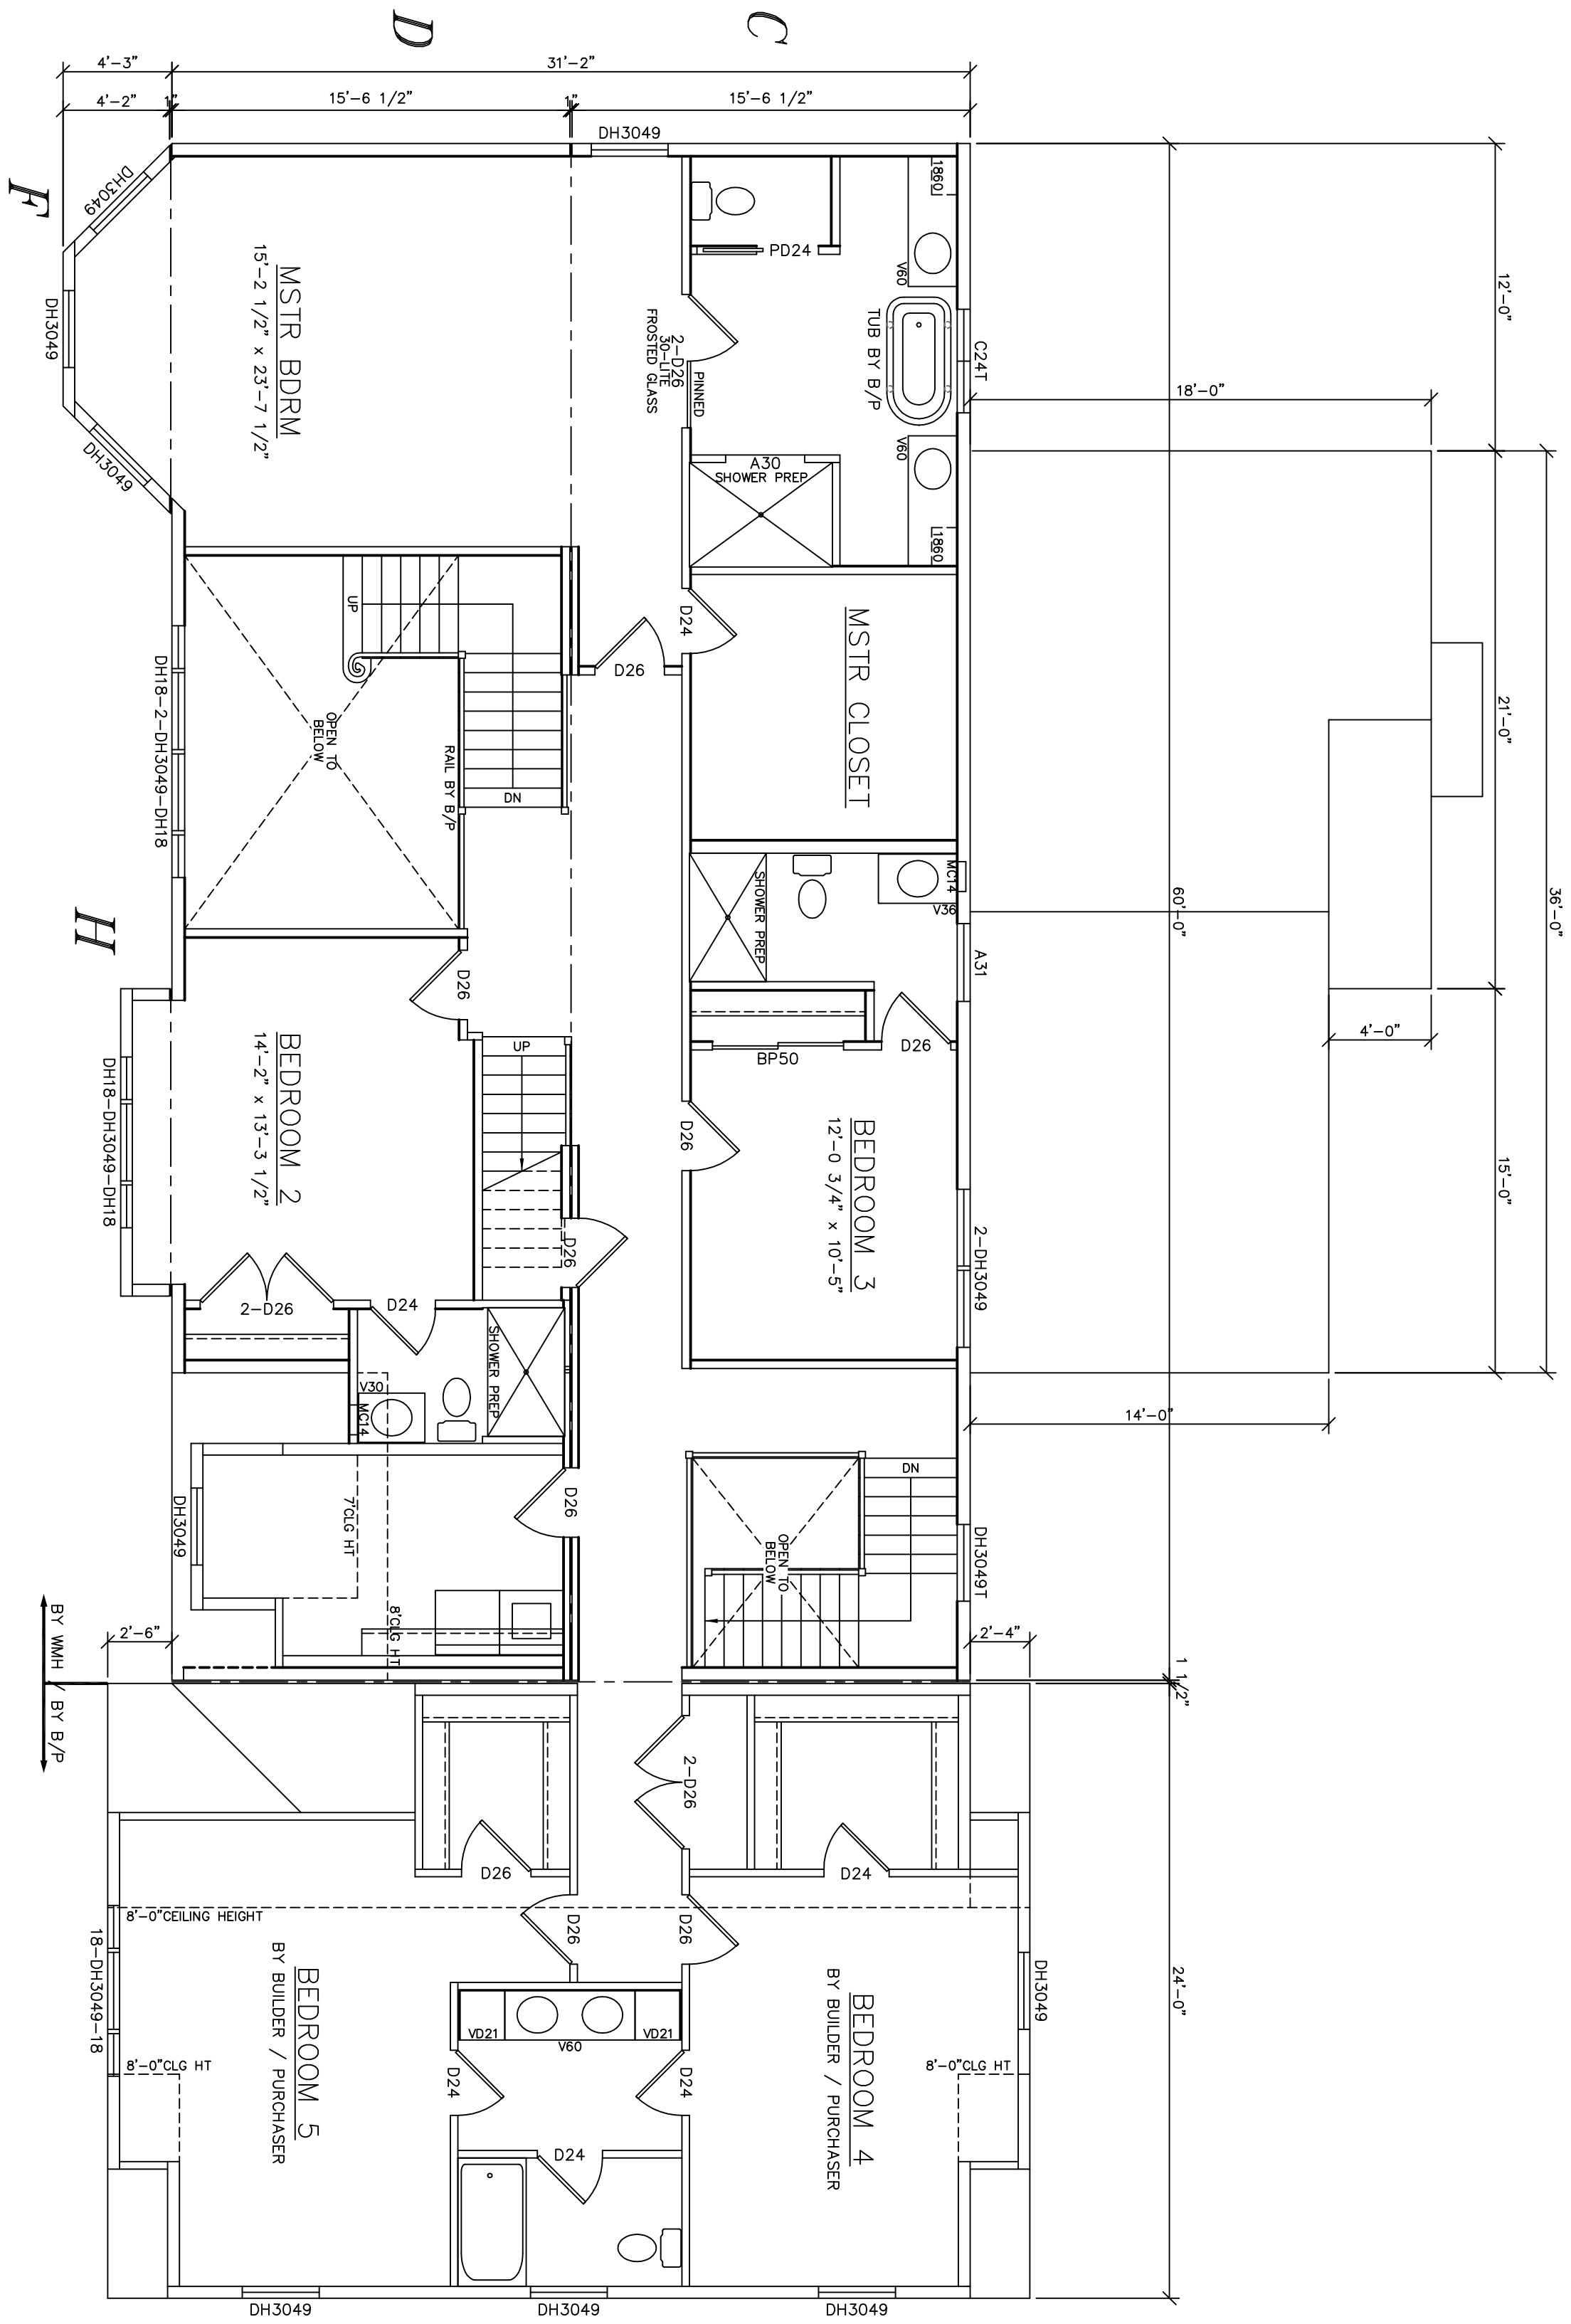 C
D
F
H
4'-3"
31'-2"
4'-2"
1"
15'-6 1/2"
1"
15'-6 1/2"
DH3049
DH3049
DH3049
DH3049
MSTR BDRM
15'-2 1/2" x 23'-7 1/2"
2-D26
30-LITE
FROSTED GLASS
PINNED
PD24
1860
V60
TUB BY B/P
C24T
V60
1860
A30
SHOWER PREP
12'-0"
18'-0"
21'-0"
36'-0"
60'-0"
4'-0"
15'-0"
14'-0"
MSTR CLOSET
D24
D26
UP
DN
OPEN TO
BELOW
RAIL BY B/P
DH18-2-DH3049-DH18
SHOWER PREP
MC14
V36
A31
D26
BP50
D26
BEDROOM 3
12'-0 3/4" x 10'-5"
2-DH3049
D26
BEDROOM 2
14'-2" x 13'-3 1/2"
DH18-DH3049-DH18
UP
D26
2-D26
D24
SHOWER PREP
V30
MC14
D26
7'CLG HT
8'CLG HT
DH3049
DN
OPEN TO
BELOW
DH3049T
2'-4"
1 1/2"
2'-6"
BY WMH / BY B/P
2-D26
D26
D24
D26
D26
8'-0"CEILING HEIGHT
18-DH3049-18
BEDROOM 5
BY BUILDER / PURCHASER
8'-0"CLG HT
VD21
V60
VD21
D24
D24
D24
BEDROOM 4
BY BUILDER / PURCHASER
8'-0"CLG HT
DH3049
24'-0"
DH3049
DH3049
DH3049